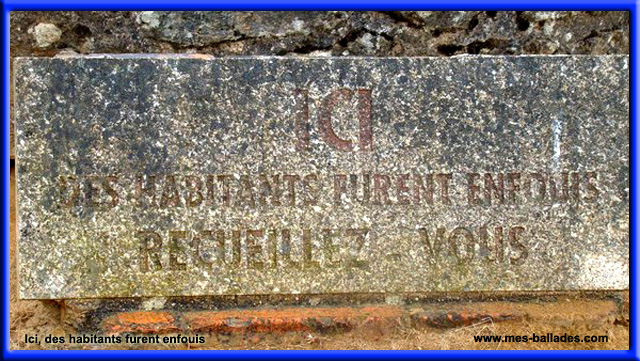 ICI
DES HABITANTS FURENT ENFOUIS
RECUEILLEZ - VOUS
Ici, des habitants furent enfouis
www.mes-ballades.com